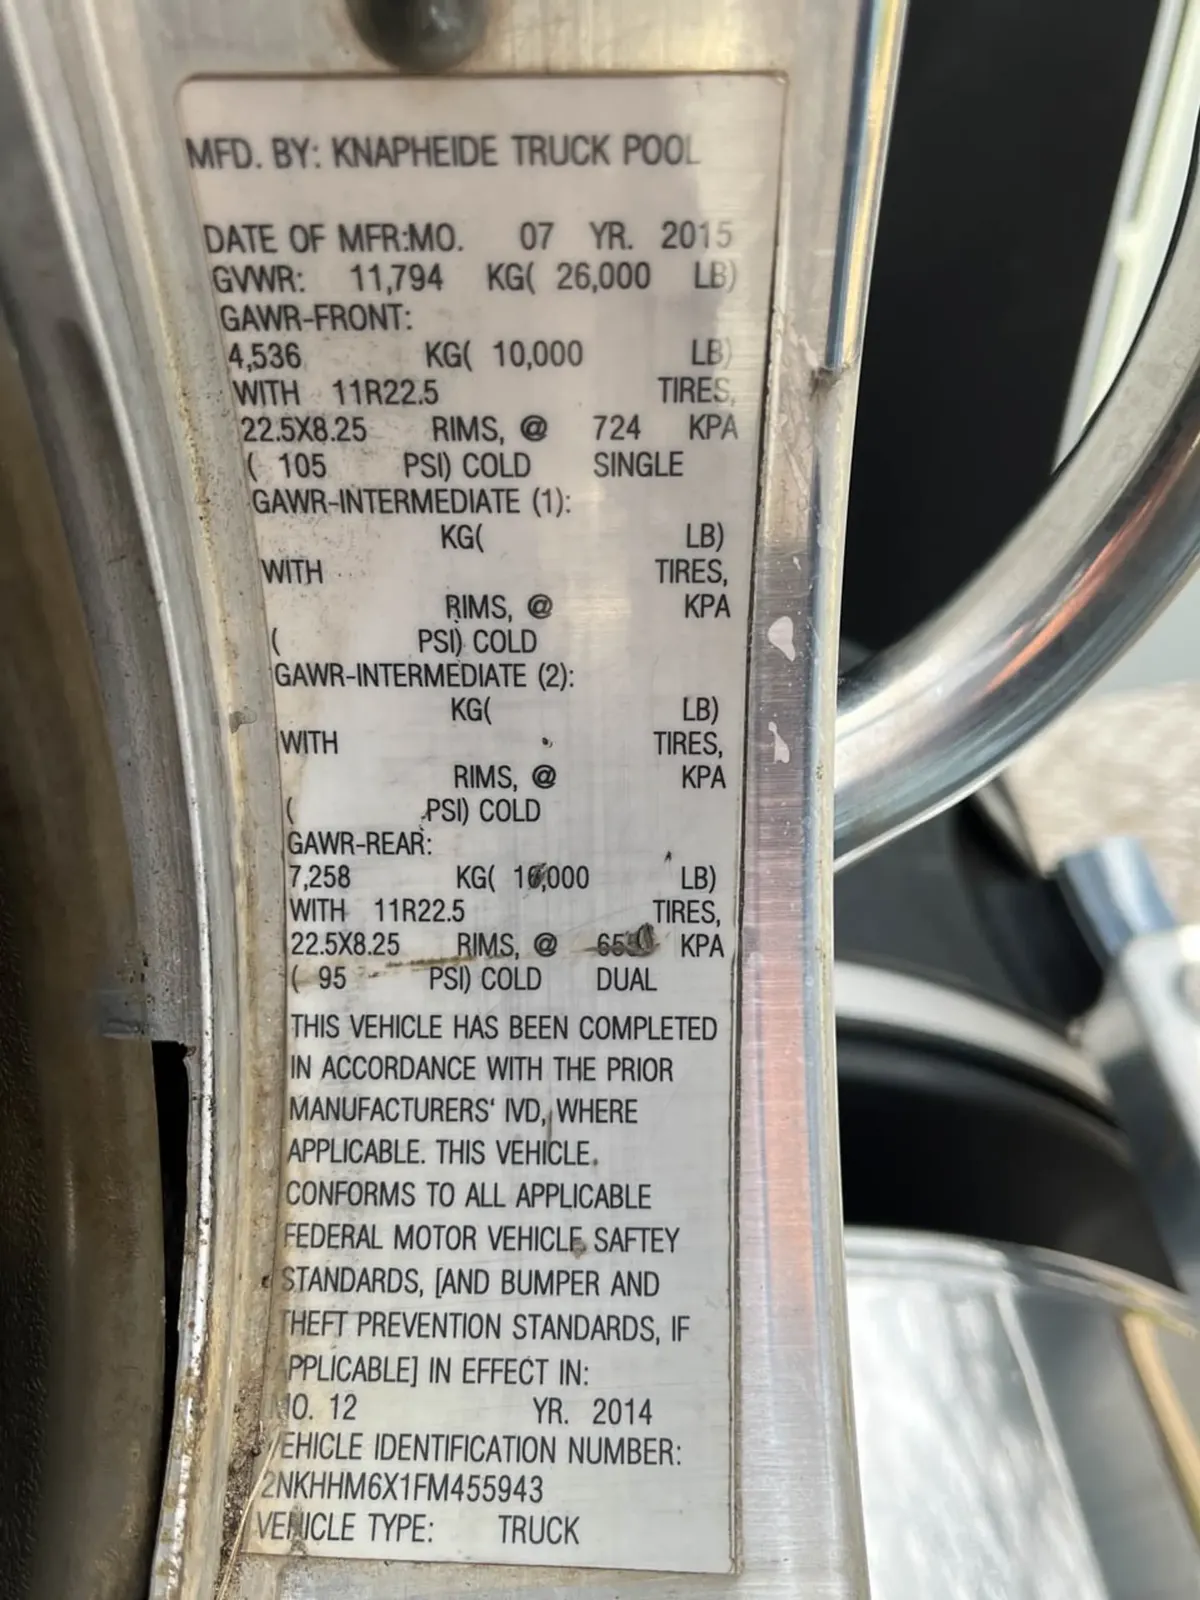 MFD. BY: KNAPHEIDE TRUCK POOL
DATE OF MFR:MO. 07 YR. 2015
GVWR: 11,794 KG( 26,000 LB)
GAWR-FRONT:
4,536 KG( 10,000 LB)
WITH 11R22.5 TIRES,
22.5X8.25 RIMS, @ 724 KPA
( 105 PSI) COLD SINGLE
GAWR-INTERMEDIATE (1):
KG( LB)
WITH TIRES,
RIMS, @ KPA
( PSI) COLD
GAWR-INTERMEDIATE (2):
KG( LB)
WITH TIRES,
RIMS, @ KPA
( PSI) COLD
GAWR-REAR:
7,258 KG( 16,000 LB)
WITH 11R22.5 TIRES,
22.5X8.25 RIMS, @ KPA
( 95 PSI) COLD DUAL
THIS VEHICLE HAS BEEN COMPLETED
IN ACCORDANCE WITH THE PRIOR
MANUFACTURERS' IVD, WHERE
APPLICABLE. THIS VEHICLE
CONFORMS TO ALL APPLICABLE
FEDERAL MOTOR VEHICLE SAFTEY
STANDARDS, [AND BUMPER AND
THEFT PREVENTION STANDARDS, IF
APPLICABLE] IN EFFECT IN:
MO. 12 YR. 2014
VEHICLE IDENTIFICATION NUMBER:
2NKHHM6X1FM455943
VEHICLE TYPE: TRUCK